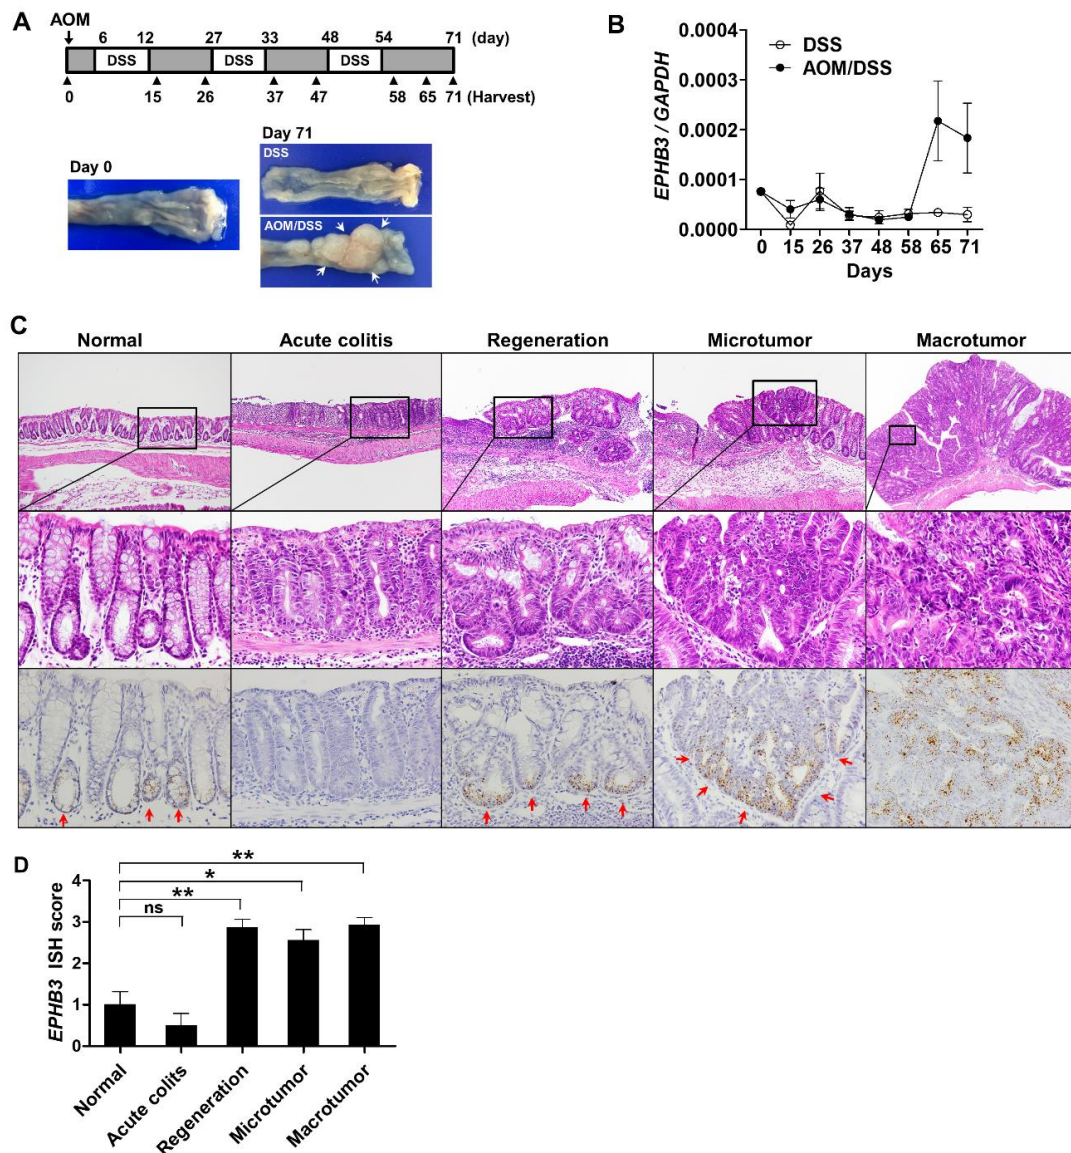 A
AOM
6 12 27 33 48 54 71 (day)
DSS DSS DSS
0 15 26 37 47 58 65 71 (Harvest)
Day 0
Day 71
DSS
AOM/DSS
B
DSS
AOM/DSS
EPHB3 / GAPDH
0.0004
0.0003
0.0002
0.0001
0.0000
0 15 26 37 48 58 65 71
Days
C
Normal Acute colitis Regeneration Microtumor Macrotumor
D
EPHB3 ISH score
4
3
2
1
0
**
*
**
ns
Normal
Acute colits
Regeneration
Microtumor
Macrotumor